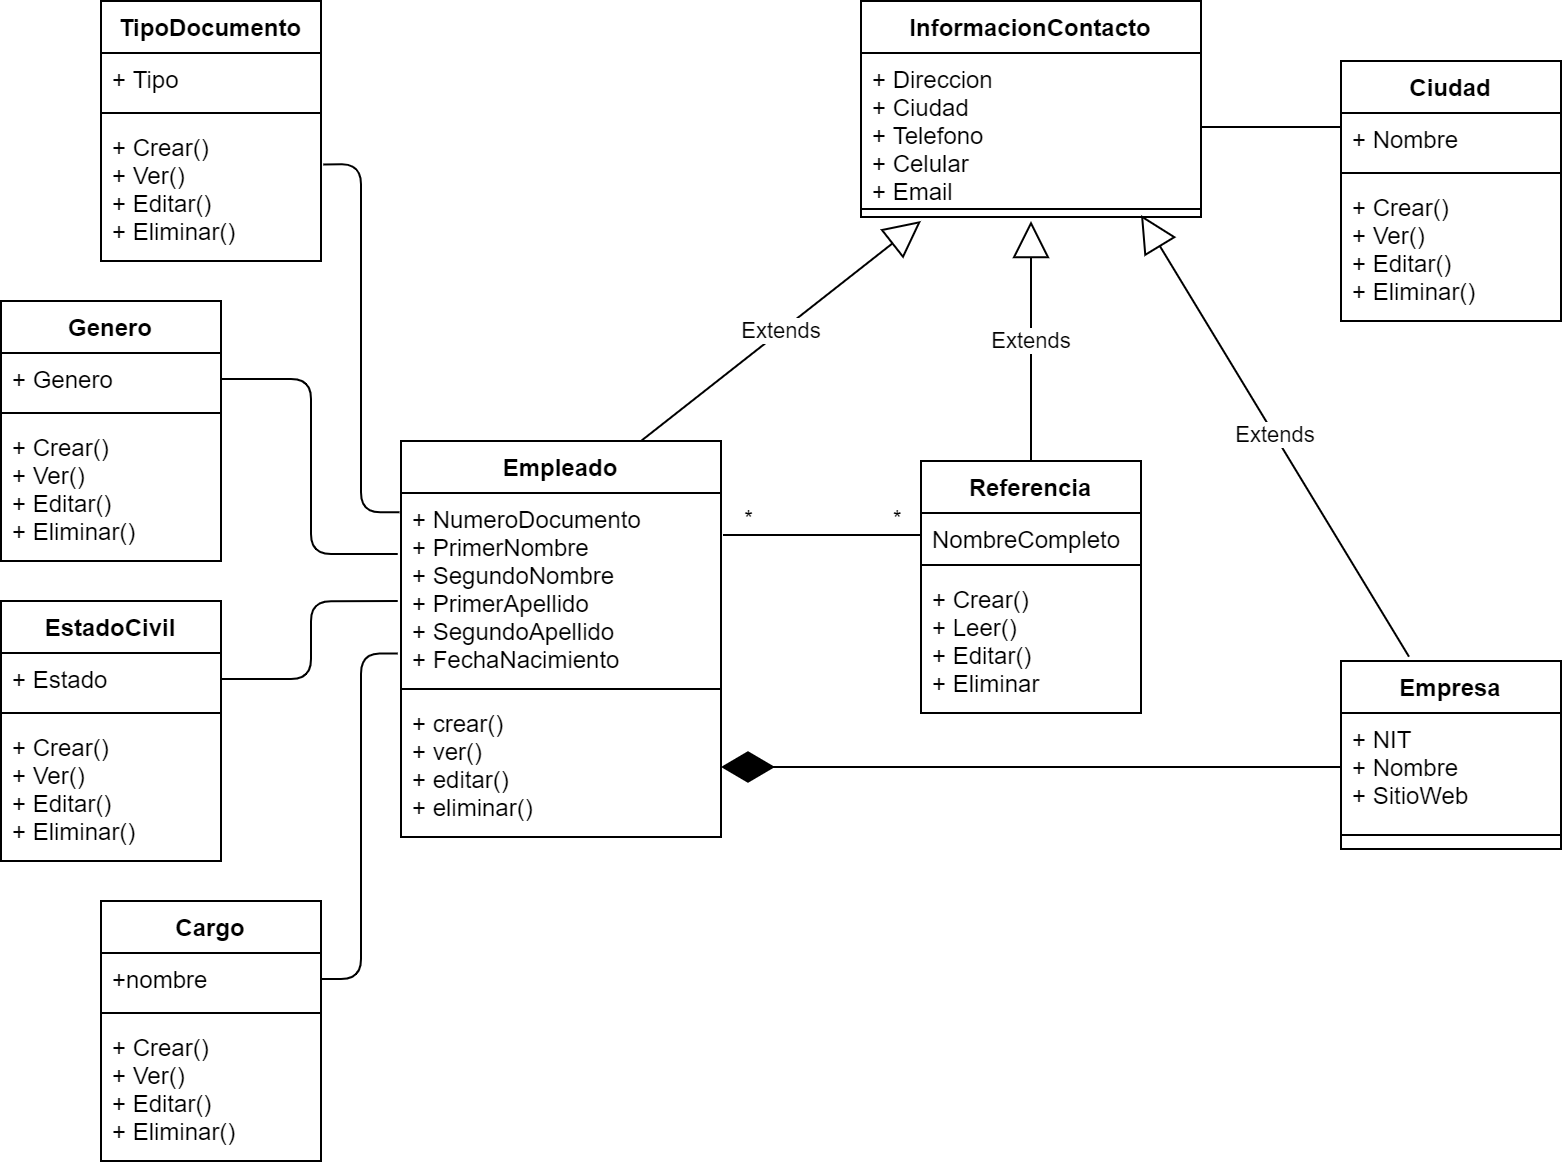 TipoDocumento
+ Tipo
+ Crear()
+ Ver()
+ Editar()
+ Eliminar()
InformacionContacto
+ Direccion
+ Ciudad
+ Telefono
+ Celular
+ Email
Ciudad
+ Nombre
+ Crear()
+ Ver()
+ Editar()
+ Eliminar()
Genero
+ Genero
+ Crear()
+ Ver()
+ Editar()
+ Eliminar()
Extends
Extends
Extends
Empleado
+ NumeroDocumento
+ PrimerNombre
+ SegundoNombre
+ PrimerApellido
+ SegundoApellido
+ FechaNacimiento
+ crear()
+ ver()
+ editar()
+ eliminar()
* *
Referencia
NombreCompleto
+ Crear()
+ Leer()
+ Editar()
+ Eliminar
EstadoCivil
+ Estado
+ Crear()
+ Ver()
+ Editar()
+ Eliminar()
Empresa
+ NIT
+ Nombre
+ SitioWeb
Cargo
+nombre
+ Crear()
+ Ver()
+ Editar()
+ Eliminar()